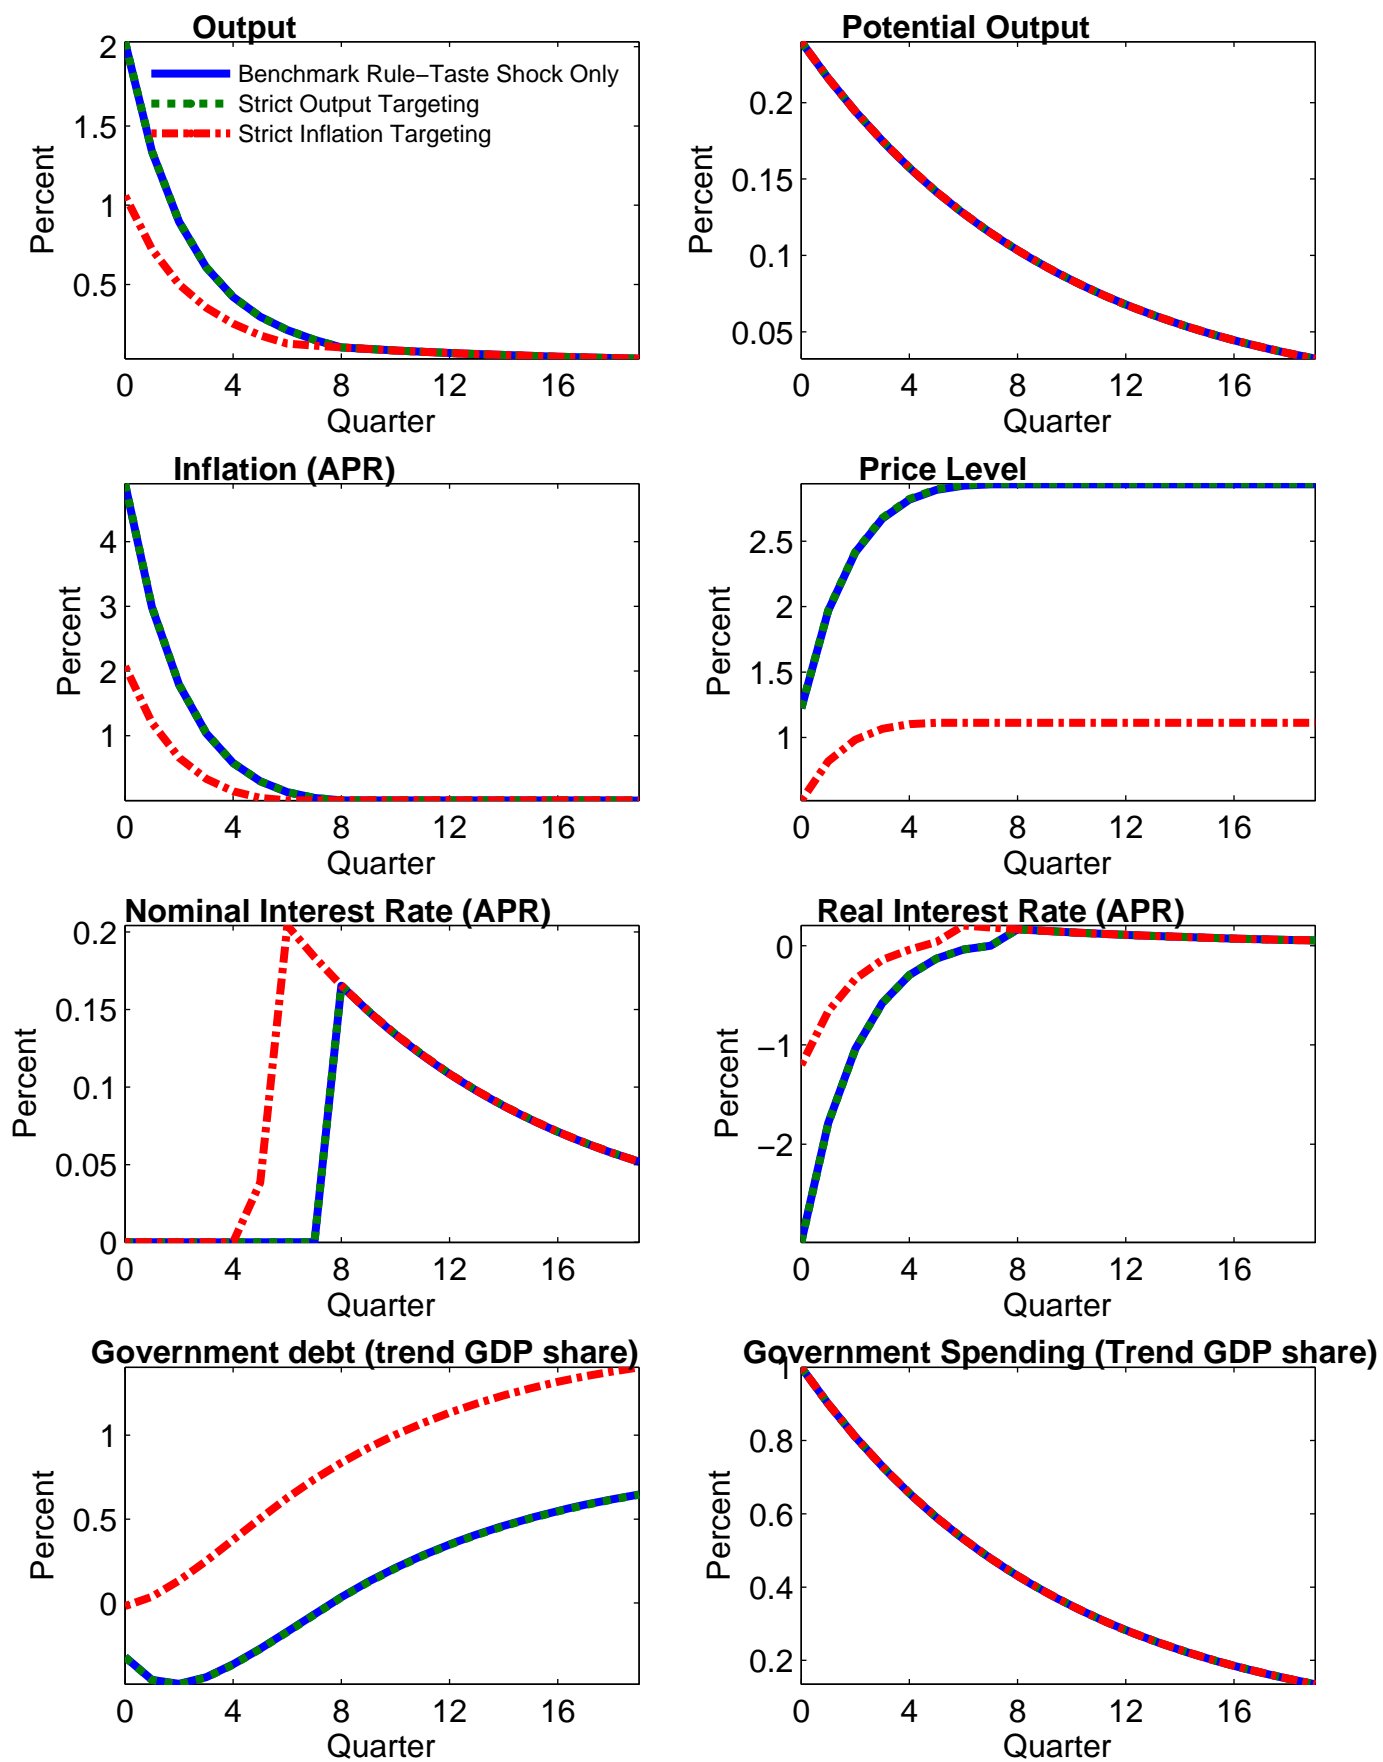 Output
Percent
2
1.5
1
0.5
Benchmark Rule−Taste Shock Only
Strict Output Targeting
Strict Inflation Targeting
0 4 8 12 16
Quarter
Potential Output
Percent
0.2
0.15
0.1
0.05
0 4 8 12 16
Quarter
Inflation (APR)
Percent
4
3
2
1
0 4 8 12 16
Quarter
Price Level
Percent
2.5
2
1.5
1
0 4 8 12 16
Quarter
Nominal Interest Rate (APR)
Percent
0.2
0.15
0.1
0.05
0
0 4 8 12 16
Quarter
Real Interest Rate (APR)
Percent
0
−1
−2
0 4 8 12 16
Quarter
Government debt (trend GDP share)
Percent
1
0.5
0
0 4 8 12 16
Quarter
Government Spending (Trend GDP share)
Percent
1
0.8
0.6
0.4
0.2
0 4 8 12 16
Quarter